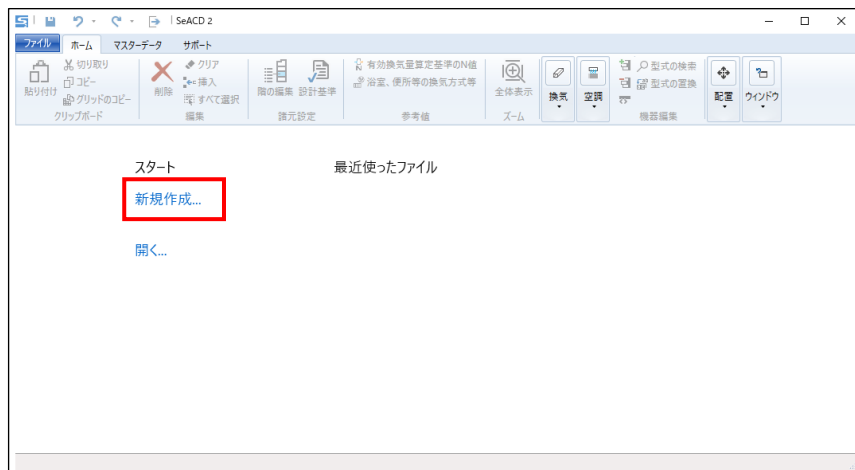 SeACD 2
ファイル ホーム マスターデータ サポート
貼り付け
切り取り
コピー
グリッドのコピー
クリップボード
削除
クリア
挿入
すべて選択
編集
階の編集
設計基準
諸元設定
有効換気量算定基準のN値
浴室、便所等の換気方式等
参考値
全体表示
ズーム
換気
空調
型式の検索
型式の置換
機器編集
配置
ウィンドウ
スタート
新規作成...
開く...
最近使ったファイル